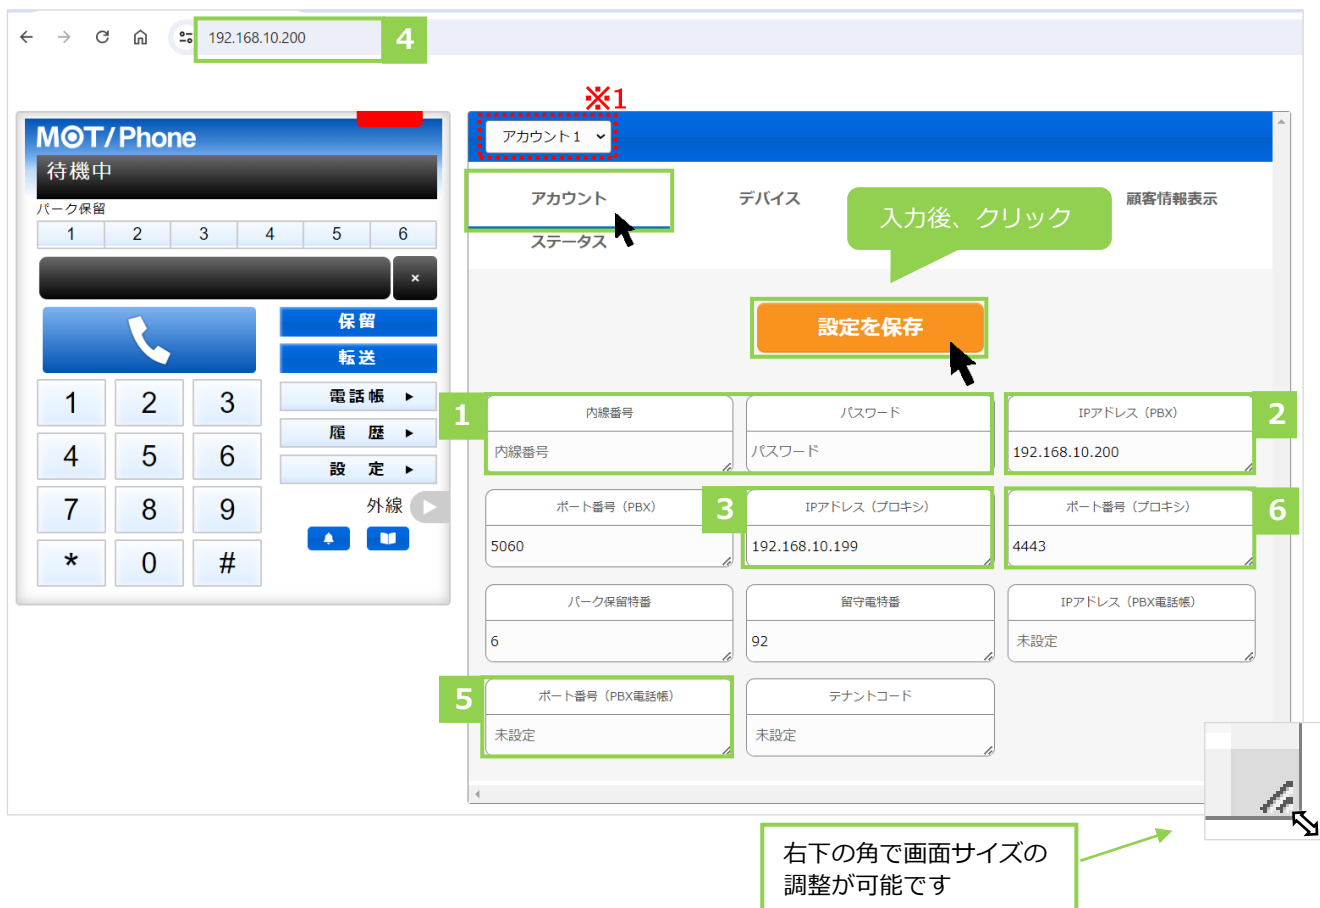 192.168.10.200
4
※1
MOT/Phone
待機中
パーク保留
1 2 3 4 5 6
×
保留
転送
電話帳 ▶
履 歴 ▶
設 定 ▶
外線
1 2 3
4 5 6
7 8 9
* 0 #
アカウント 1
アカウント
デバイス
顧客情報表示
ステータス
入力後、クリック
設定を保存
1
内線番号
内線番号
パスワード
パスワード
IPアドレス（PBX）
192.168.10.200
2
ポート番号（PBX）
5060
3
IPアドレス（プロキシ）
192.168.10.199
ポート番号（プロキシ）
4443
6
パーク保留特番
6
留守電特番
92
IPアドレス（PBX電話帳）
未設定
5
ポート番号（PBX電話帳）
未設定
テナントコード
未設定
右下の角で画面サイズの
調整が可能です